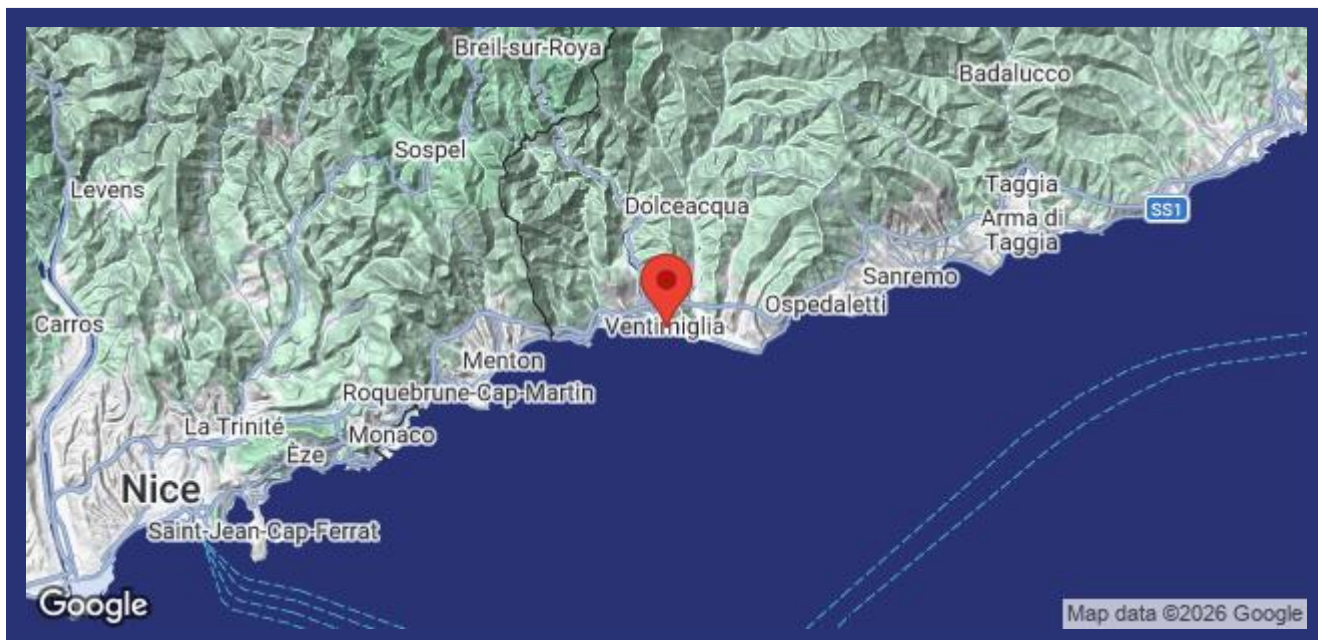 Breil-sur-Roya
Badalucco
Sospel
Levens
Taggia
Dolceacqua
SS1
Arma di
Taggia
Sanremo
Ospedaletti
Carros
Ventimiglia
Menton
Roquebrune-Cap-Martin
La Trinité
Monaco
Èze
Nice
Saint-Jean-Cap-Ferrat
Google
Map data ©2026 Google